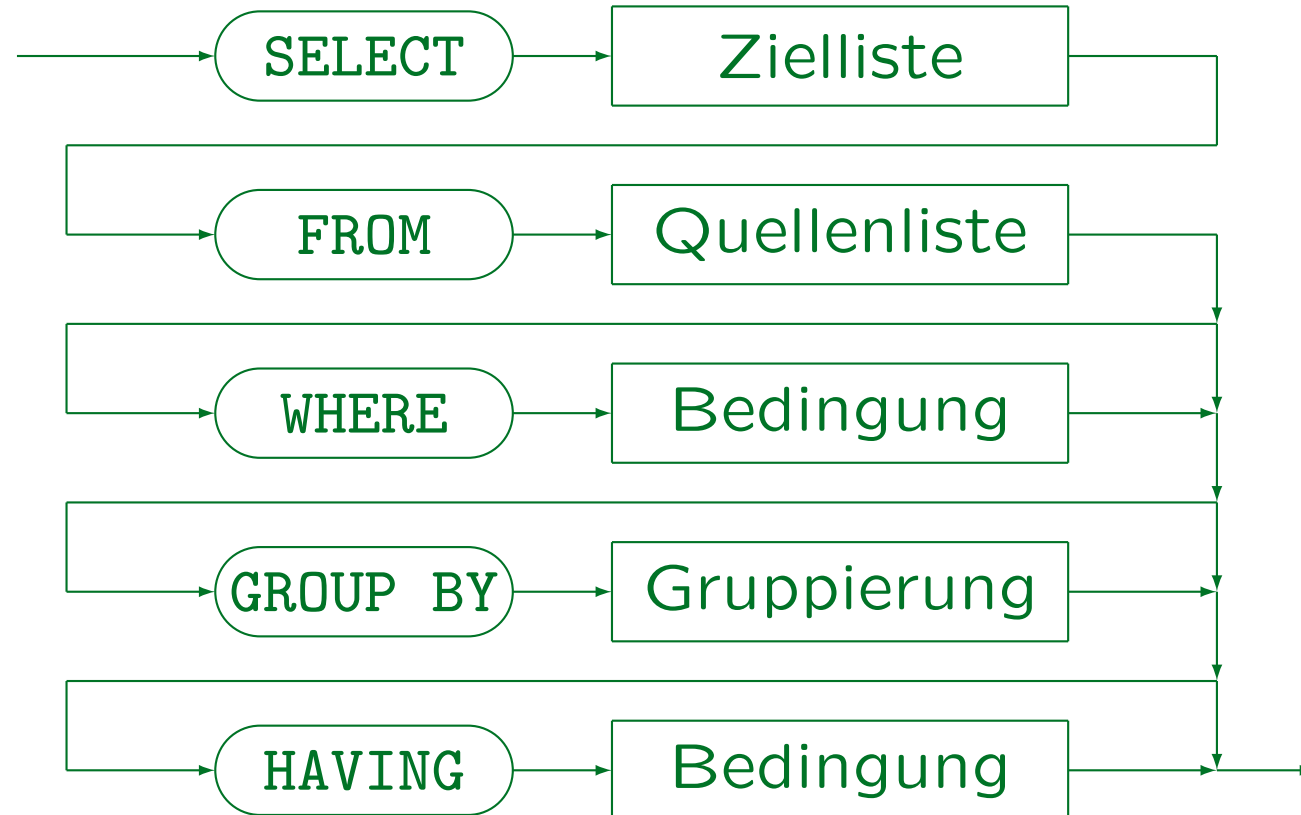 SELECT Zielliste
FROM Quellenliste
WHERE Bedingung
GROUP BY Gruppierung
HAVING Bedingung